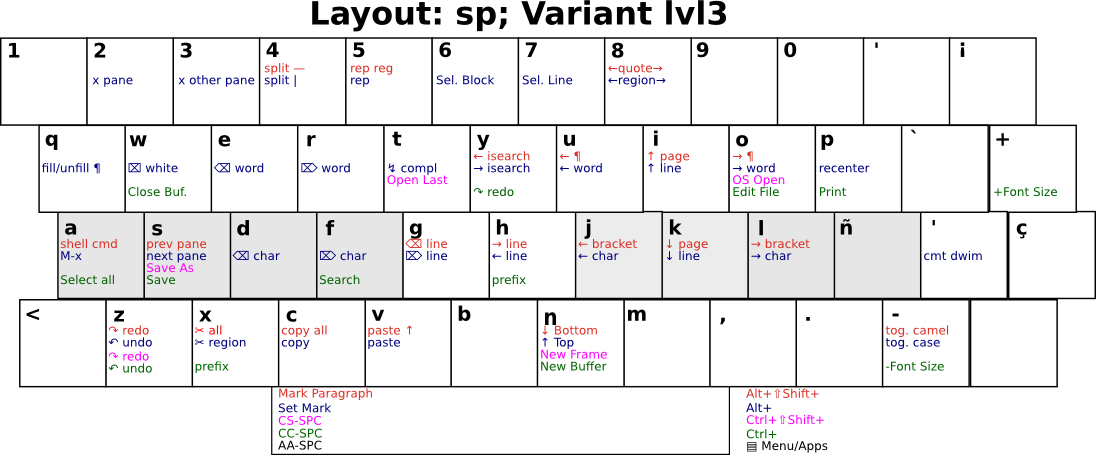 Layout: sp; Variant lvl3
1 2 3 4 5 6 7 8 9 0 ' ¡
split — rep reg ←quote→
x pane x other pane split | rep Sel. Block Sel. Line ←region→
q w e r t y u i o p ` +
← isearch ← ¶ ↑ page → ¶
fill/unfill ¶ ⌧ white ⌫ word ⌦ word ↯ compl → isearch ← word ↑ line → word recenter
Open Last OS Open
Close Buf. ↷ redo Edit File Print +Font Size
a s d f g h j k l ñ ' ç
shell cmd prev pane ⌫ line → line ← bracket ↓ page → bracket
M-x next pane ⌫ char ⌦ char ⌦ line ← line ← char ↓ line → char cmt dwim
Save As
Select all Save Search prefix
< z x c v b n m , . -
↷ redo ✂ all copy all paste ↑ ↓ Bottom tog. camel
↶ undo ✂ region copy paste ↑ Top tog. case
↷ redo New Frame
↶ undo prefix New Buffer -Font Size
Mark Paragraph Alt+⇧Shift+
Set Mark Alt+
CS-SPC Ctrl+⇧Shift+
CC-SPC Ctrl+
AA-SPC ▤ Menu/Apps